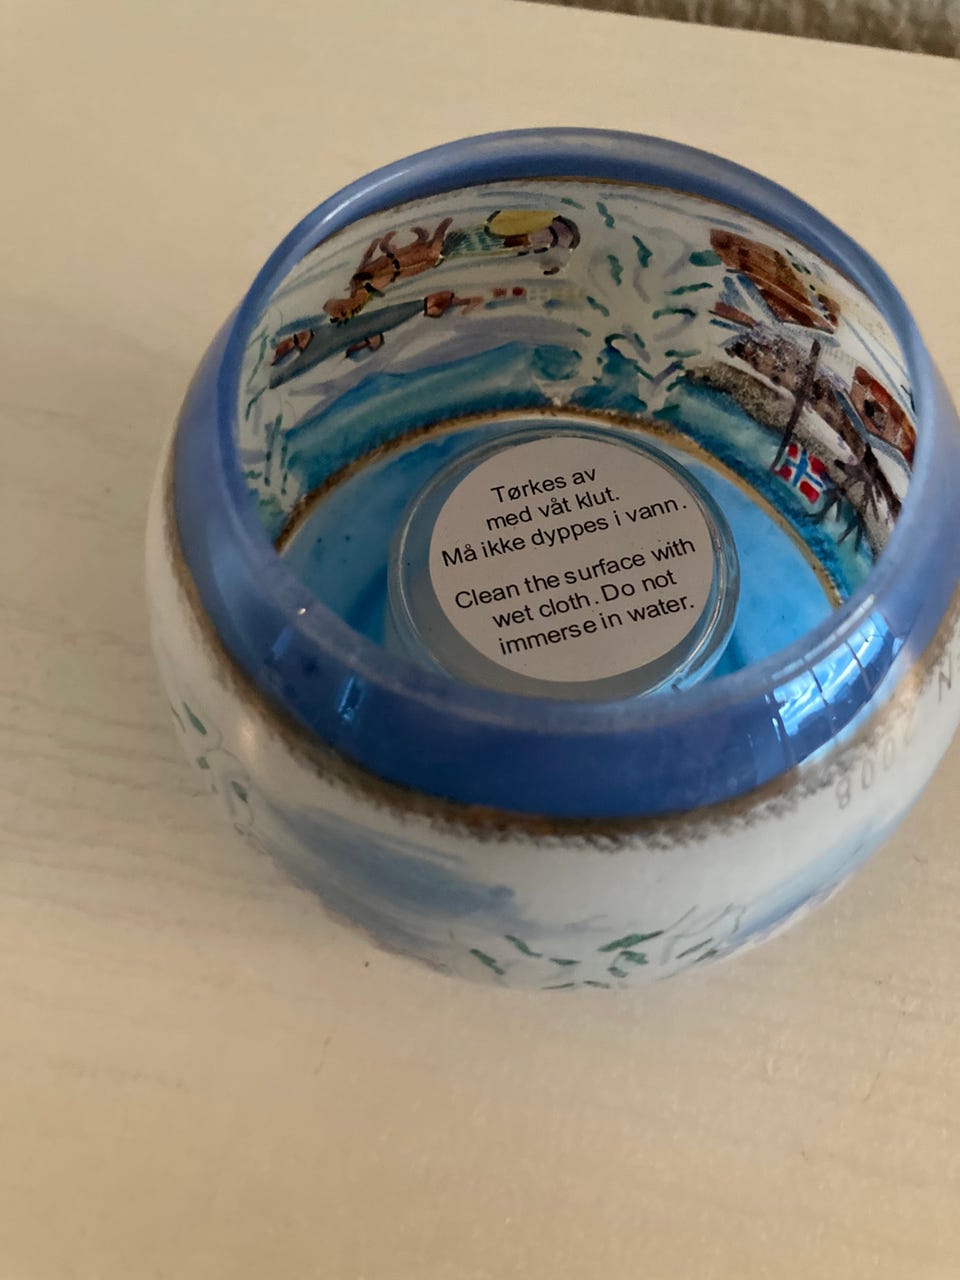 Tørkes av
med våt klut.
Må ikke dyppes i vann.
Clean the surface with
wet cloth. Do not
immerse in water.